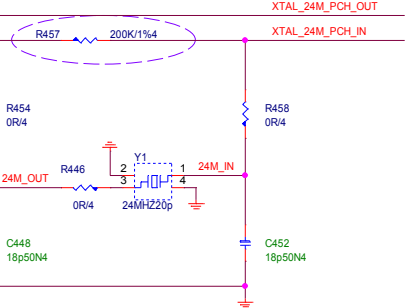 XTAL_24M_PCH_OUT
R457 200K/1%4 XTAL_24M_PCH_IN
R454 R458
0R/4 0R/4
Y1
R446 2 1 24M_IN
24M_OUT 3 4
0R/4 24MHZ20p
C448 C452
18p50N4 18p50N4